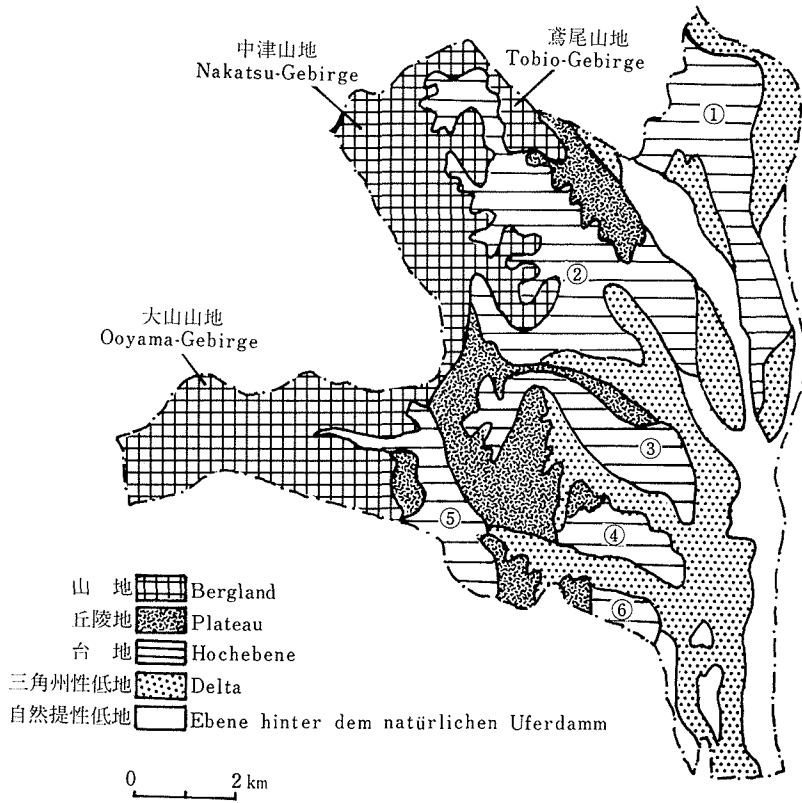 中津山地
Nakatsu-Gebirge
鳶尾山地
Tobio-Gebirge
①
②
大山山地
Ooyama-Gebirge
③
⑤
④
⑥
山 地 Bergland
丘陵地 Plateau
台 地 Hochebene
三角州性低地 Delta
自然提性低地 Ebene hinter dem natürlichen Uferdamm
0 2 km